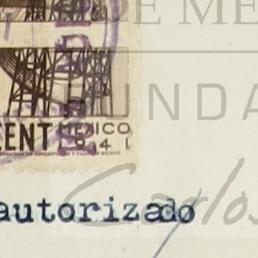 DE ME
UNDA
CENT MEXICO
1941
autorizado
Carlos